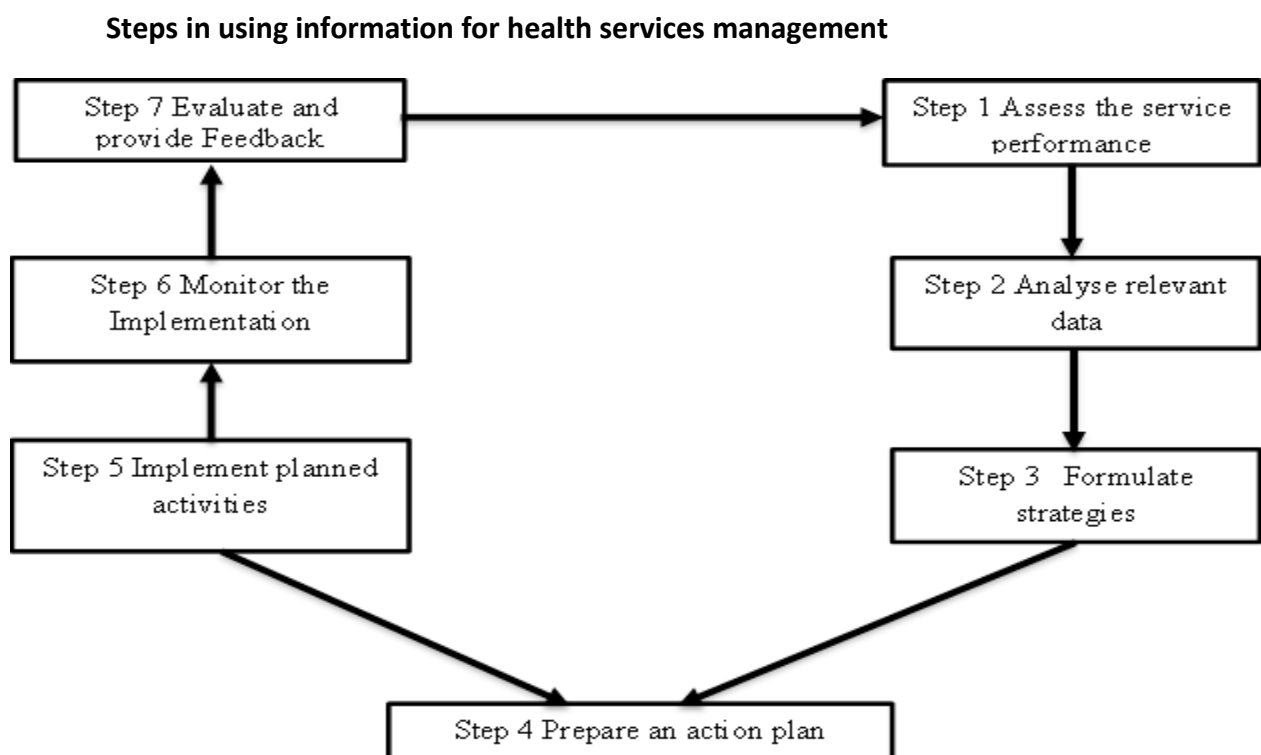 Steps in using information for health services management
Step 7 Evaluate and
provide Feedback
Step 1 Assess the service
performance
Step 6 Monitor the
Implementation
Step 2 Analyse relevant
data
Step 5 Implement planned
activities
Step 3 Formulate
strategies
Step 4 Prepare an action plan